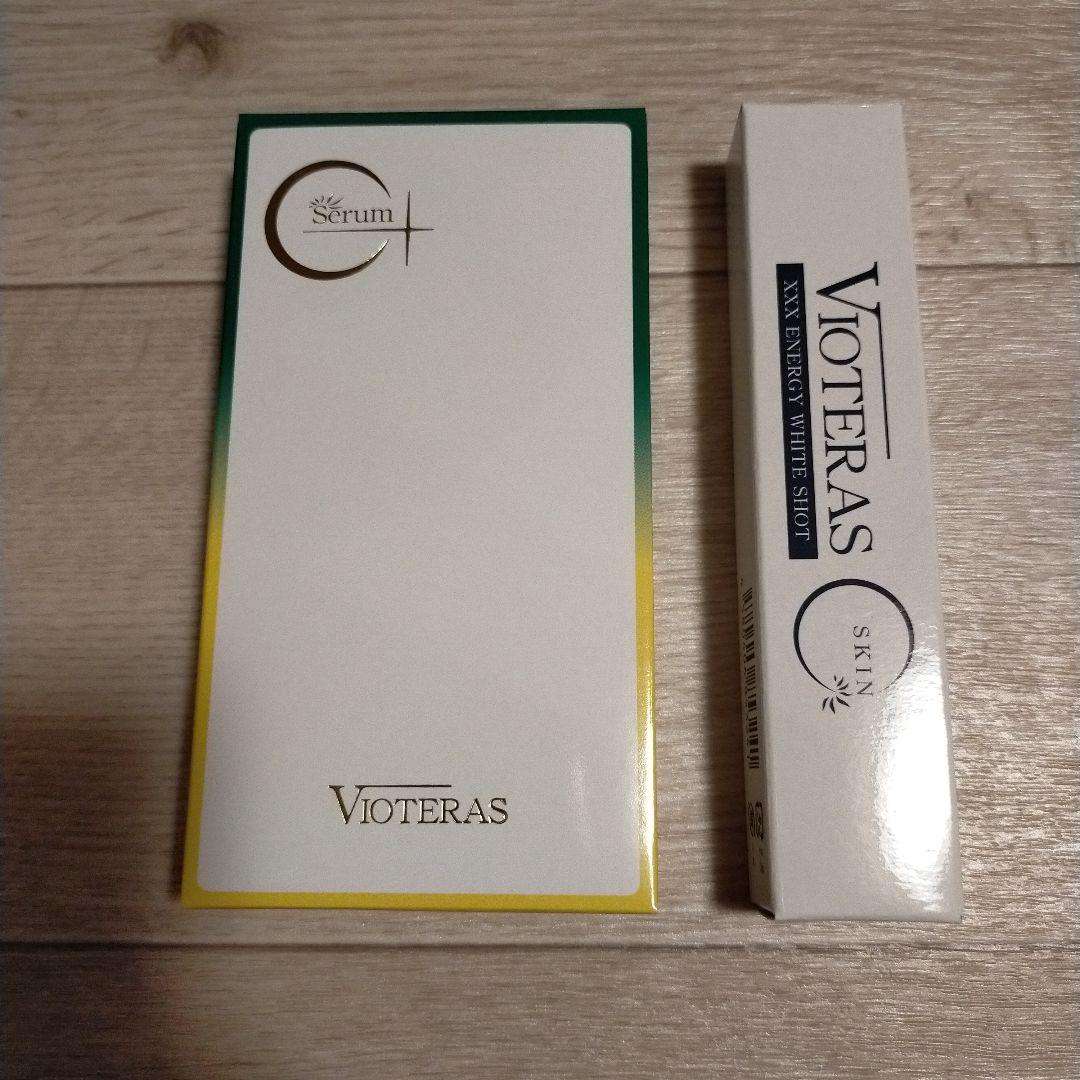 Serum
VIOTERAS
VIOTERAS
XXX ENERGY WHITE SHOT
SKIN